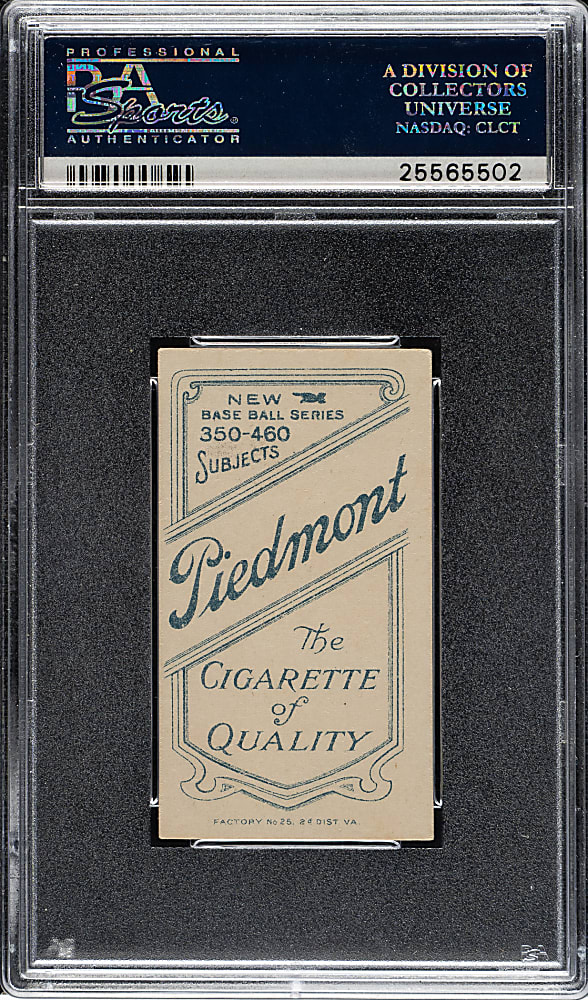 PROFESSIONAL
PSA
Sports
AUTHENTICATOR
A DIVISION OF
COLLECTORS
UNIVERSE
NASDAQ: CLCT
25565502
NEW
BASE BALL SERIES
350-460
SUBJECTS
Piedmont
The
CIGARETTE
of
QUALITY
FACTORY No 25, 2d DIST. VA.
PSA